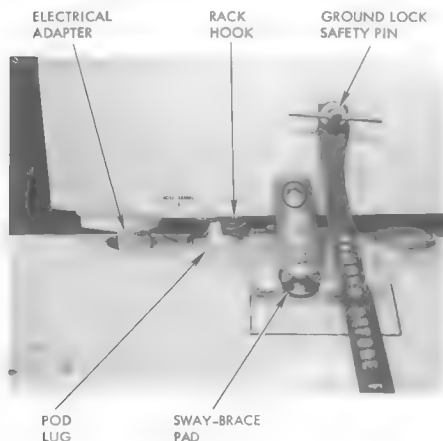 ELECTRICAL
ADAPTER
RACK
HOOK
GROUND LOCK
SAFETY PIN
POD
LUG
SWAY-BRACE
PAD